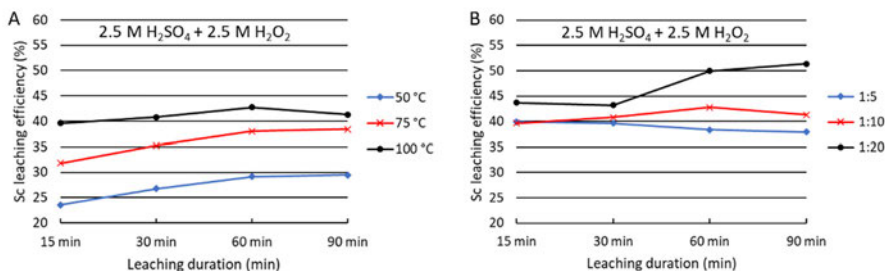 A
2.5 M H₂SO₄ + 2.5 M H₂O₂
Sc leaching efficiency (%)
60
55
50
45
40
35
30
25
20
15 min 30 min 60 min 90 min
Leaching duration (min)
50 °C
75 °C
100 °C
B
2.5 M H₂SO₄ + 2.5 M H₂O₂
Sc leaching efficiency (%)
60
55
50
45
40
35
30
25
20
15 min 30 min 60 min 90 min
Leaching duration (min)
1:5
1:10
1:20